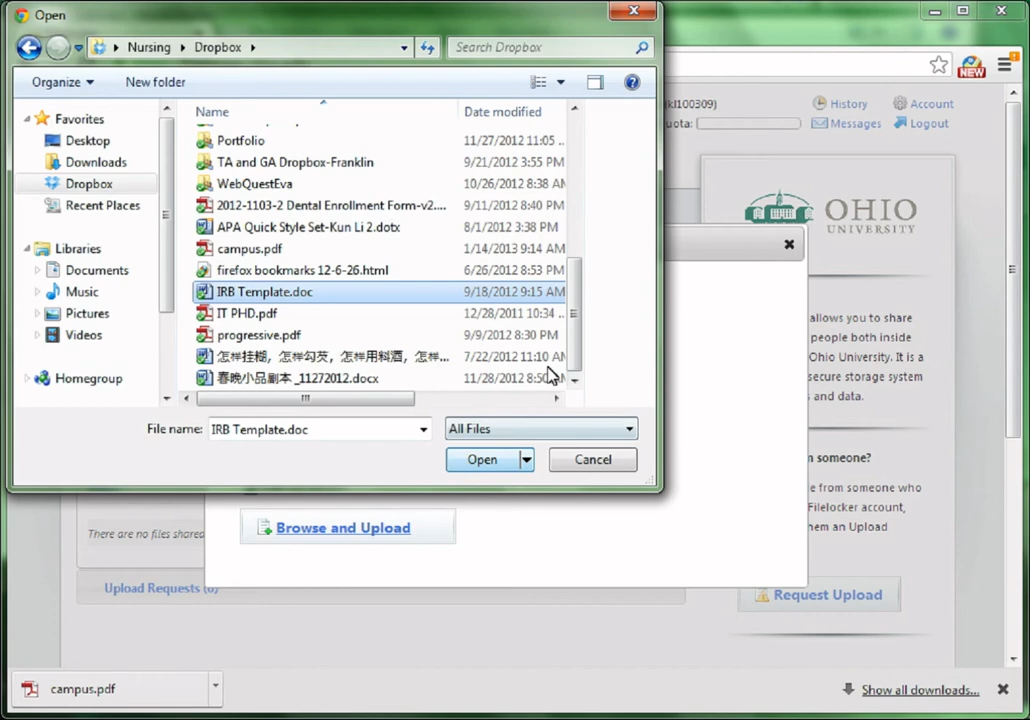 Open
Nursing Dropbox
Search Dropbox
Organize
New folder
Name
Date modified
Favorites
Desktop
Downloads
Dropbox
Recent Places
Libraries
Documents
Music
Pictures
Videos
Homegroup
Portfolio 11/27/2012 11:05 ..
TA and GA Dropbox-Franklin 9/21/2012 3:55 PM
WebQuestEva 10/26/2012 8:38 AM
2012-1103-2 Dental Enrollment Form-v2.... 9/11/2012 8:40 PM
APA Quick Style Set-Kun Li 2.dotx 8/1/2012 3:38 PM
campus.pdf 1/14/2013 9:14 AM
firefox bookmarks 12-6-26.html 6/26/2012 8:53 PM
IRB Template.doc 9/18/2012 9:15 AM
IT PHD.pdf 12/28/2011 10:34 ..
progressive.pdf 9/9/2012 8:30 PM
怎样挂糊，怎样勾芡，怎样用料酒，怎样... 7/22/2012 11:10 AM
春晚小品剧本 _11272012.docx 11/28/2012 8:50
File name: IRB Template.doc
All Files
Open
Cancel
NEW
(kl100309)
History
Account
uota:
Messages
Logout
OHIO
UNIVERSITY
allows you to share
people both inside
Ohio University. It is a
secure storage system
and data.
m someone?
e from someone who
Filelocker account,
em an Upload
Request Upload
Browse and Upload
There are no files shared
Upload Requests (0)
campus.pdf
Show all downloads...